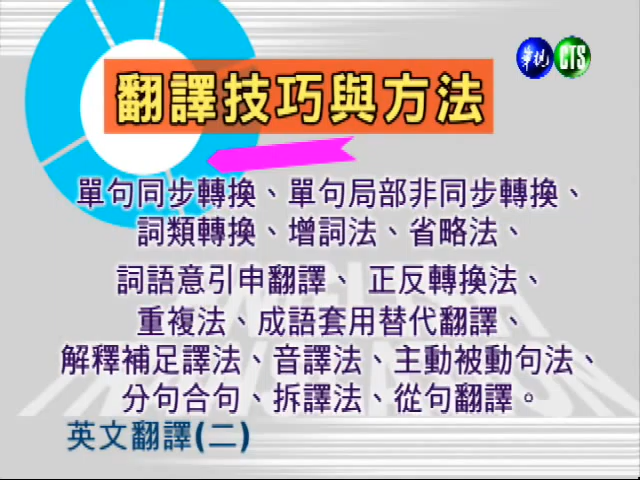 華視 CTS
翻譯技巧與方法
單句同步轉換、單句局部非同步轉換、
詞類轉換、增詞法、省略法、
詞語意引申翻譯、 正反轉換法、
重複法、成語套用替代翻譯、
解釋補足譯法、音譯法、主動被動句法、
分句合句、拆譯法、從句翻譯。
英文翻譯(二)